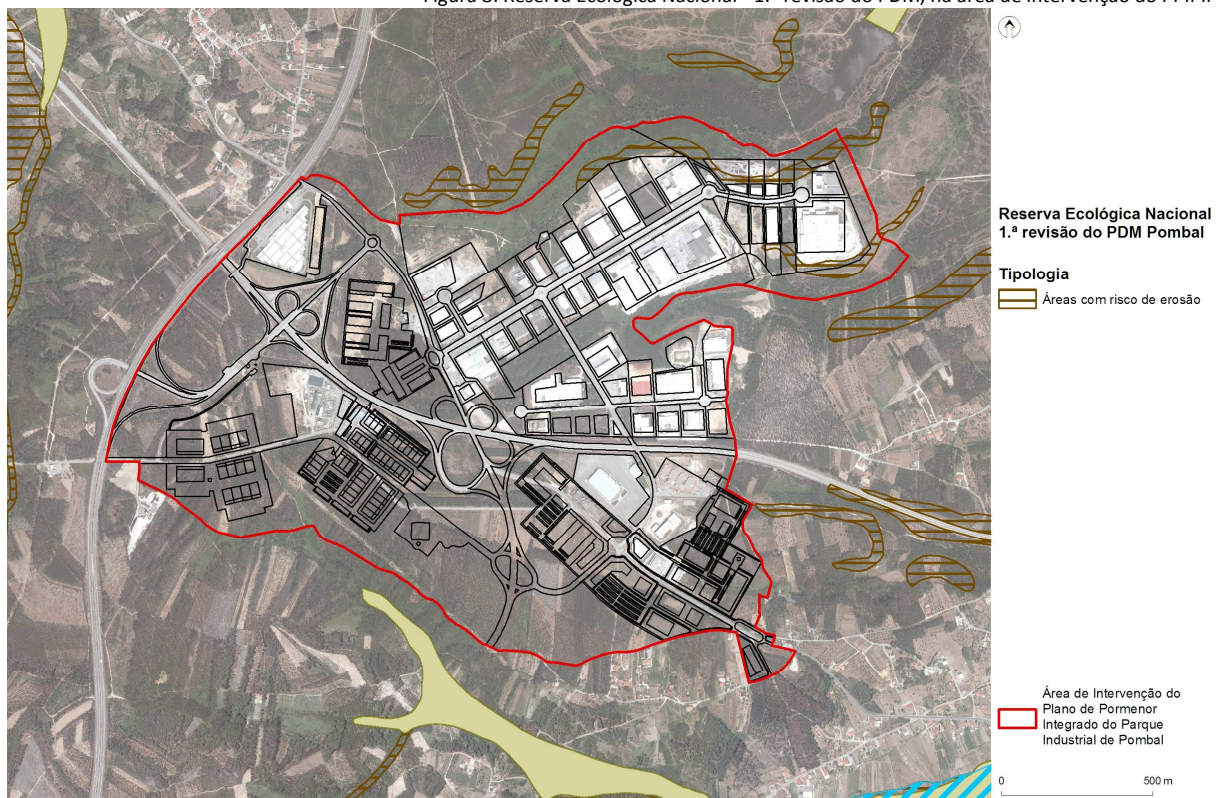 Reserva Ecológica Nacional
1.ª revisão do PDM Pombal
Tipologia
Áreas com risco de erosão
Área de Intervenção do
Plano de Pormenor
Integrado do Parque
Industrial de Pombal
0 500 m